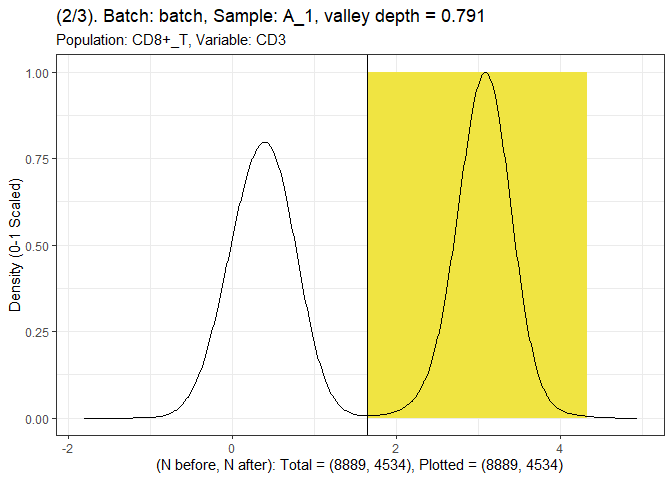 (2/3). Batch: batch, Sample: A_1, valley depth = 0.791
Population: CD8+_T, Variable: CD3
1.00
0.75
0.50
0.25
0.00
Density (0-1 Scaled)
-2 0 2 4
(N before, N after): Total = (8889, 4534), Plotted = (8889, 4534)